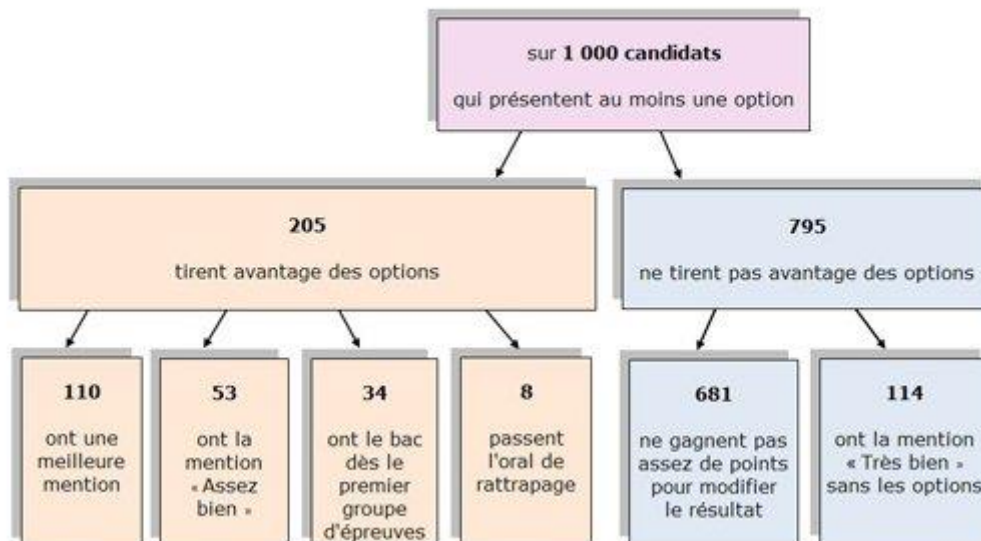 sur 1 000 candidats
qui présentent au moins une option
205
tirent avantage des options
795
ne tirent pas avantage des options
110
ont une
meilleure
mention
53
ont la
mention
« Assez
bien »
34
ont le bac
dès le
premier
groupe
d'épreuves
8
passent
l'oral de
rattrapage
681
ne gagnent pas
assez de points
pour modifier
le résultat
114
ont la mention
« Très bien »
sans les options